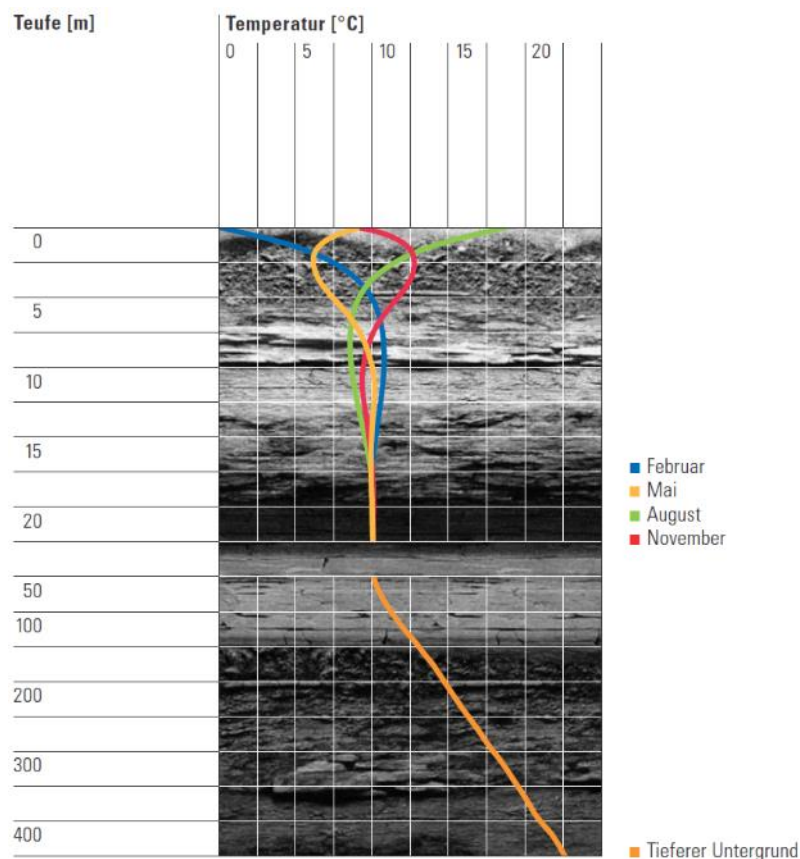 Teufe [m]
Temperatur [°C]
0 5 10 15 20
0
5
10
15
20
50
100
200
300
400
Februar
Mai
August
November
Tieferer Untergrund